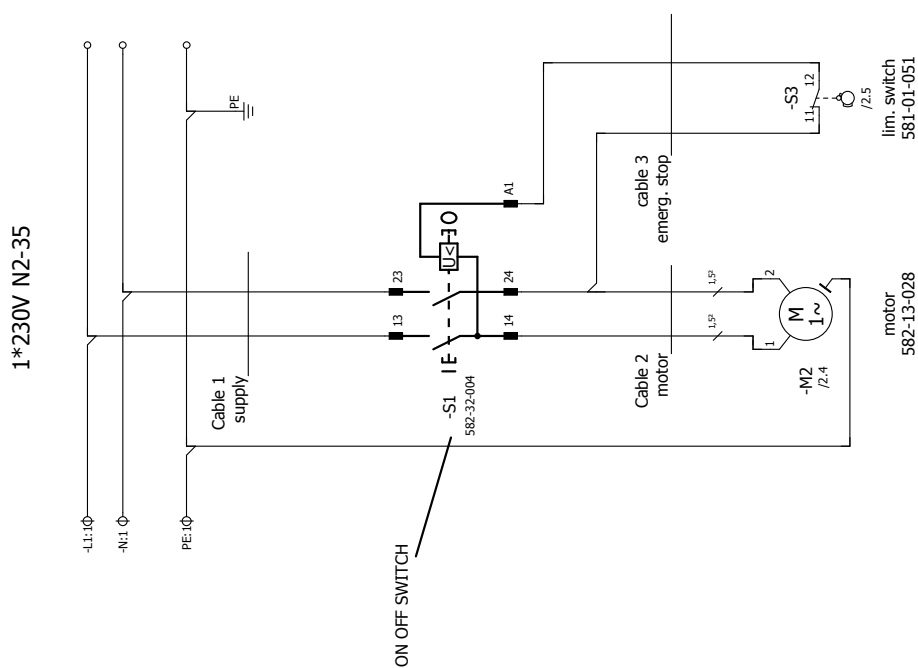 1*230V N2-35
-L1:1
-N:1
PE:1
PE
Cable 1
supply
13
23
ON OFF SWITCH
-S1
582-32-004
U<
14
24
A1
Cable 2
motor
cable 3
emerg. stop
1,5²
1,5²
1
2
M
1~
-M2
/2.4
motor
582-13-028
-S3
11
12
/2.5
lim. switch
581-01-051